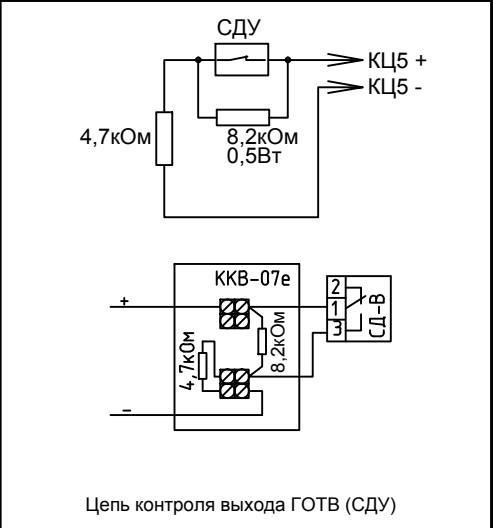 СДУ
КЦ5 +
КЦ5 -
4,7кОм
8,2кОм
0,5Вт
ККВ-07е
+
2
1
3
СД-В
8,2кОм
4,7кОм
-
Цепь контроля выхода ГОТВ (СДУ)